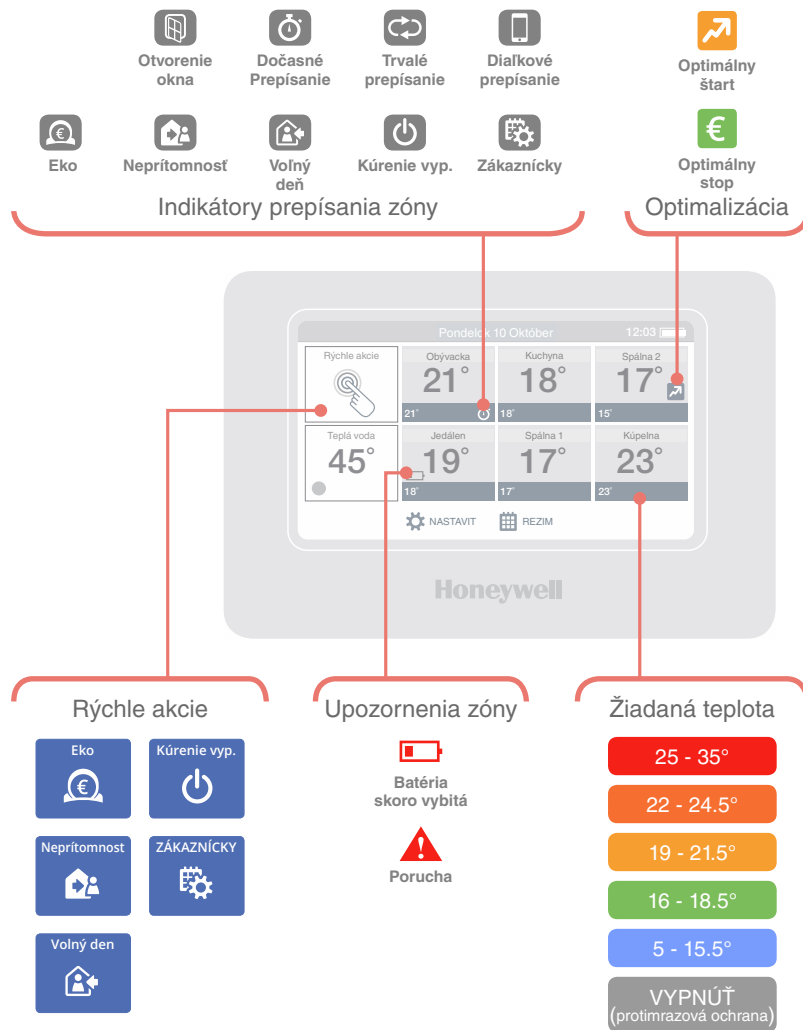 Otvorenie
okna
Dočasné
Prepísanie
Trvalé
prepísanie
Diaľkové
prepísanie
Optimálny
štart
Eko
Neprítomnosť
Voľný
deň
Kúrenie vyp.
Zákaznícky
Optimálny
stop
Indikátory prepísania zóny
Optimalizácia
Pondelok 10 Október 12:03
Rýchle akcie
Obývacka
21°
21°
Kuchyna
18°
18°
Spálna 2
17°
15°
Teplá voda
45°
Jedálen
19°
18°
Spálna 1
17°
17°
Kúpelna
23°
23°
NASTAVIT
REZIM
Honeywell
Rýchle akcie
Eko
€
Kúrenie vyp.
Neprítomnost
ZÁKAZNÍCKY
Volný den
Upozornenia zóny
Batéria
skoro vybitá
Porucha
Žiadaná teplota
25 - 35°
22 - 24.5°
19 - 21.5°
16 - 18.5°
5 - 15.5°
VYPNÚŤ
(protimrazová ochrana)